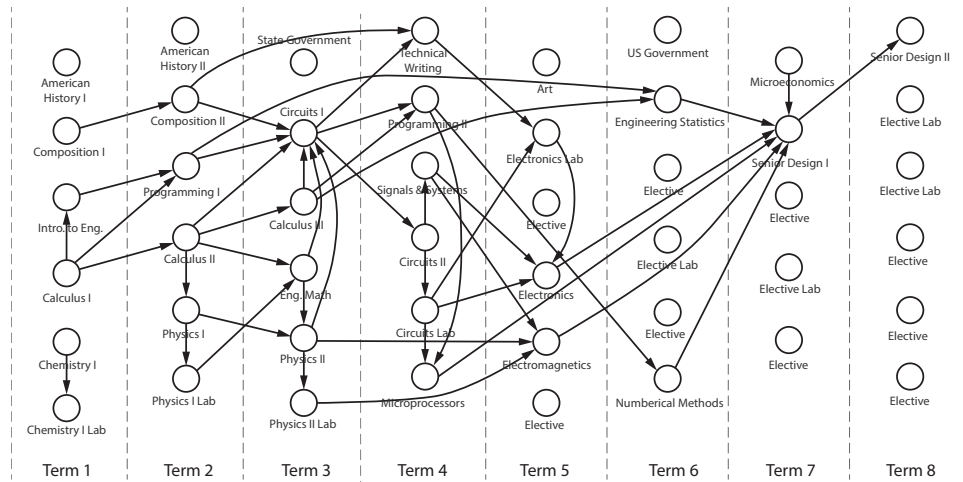 American
History I
Composition I
Intro. to Eng.
Calculus I
Chemistry I
Chemistry I Lab
Term 1
American
History II
Composition II
Programming I
Calculus II
Physics I
Physics I Lab
Term 2
State Government
Circuits I
Calculus III
Eng. Math
Physics II
Physics II Lab
Term 3
Technical
Writing
Programming II
Signals & Systems
Circuits II
Circuits Lab
Microprocessors
Term 4
Art
Electronics Lab
Elective
Electronics
Electromagnetics
Elective
Term 5
US Government
Engineering Statistics
Elective
Elective Lab
Elective
Numberical Methods
Term 6
Microeconomics
Senior Design I
Elective
Elective Lab
Elective
Term 7
Senior Design II
Elective Lab
Elective Lab
Elective
Elective
Elective
Term 8